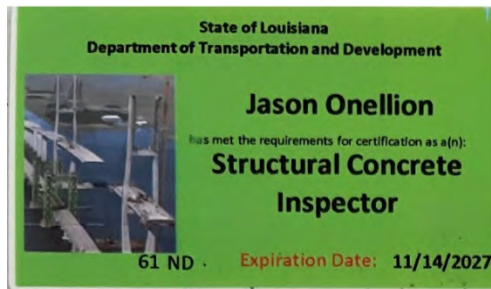 State of Louisiana
Department of Transportation and Development
Jason Onellion
has met the requirements for certification as a(n):
Structural Concrete
Inspector
61 ND . Expiration Date: 11/14/2027